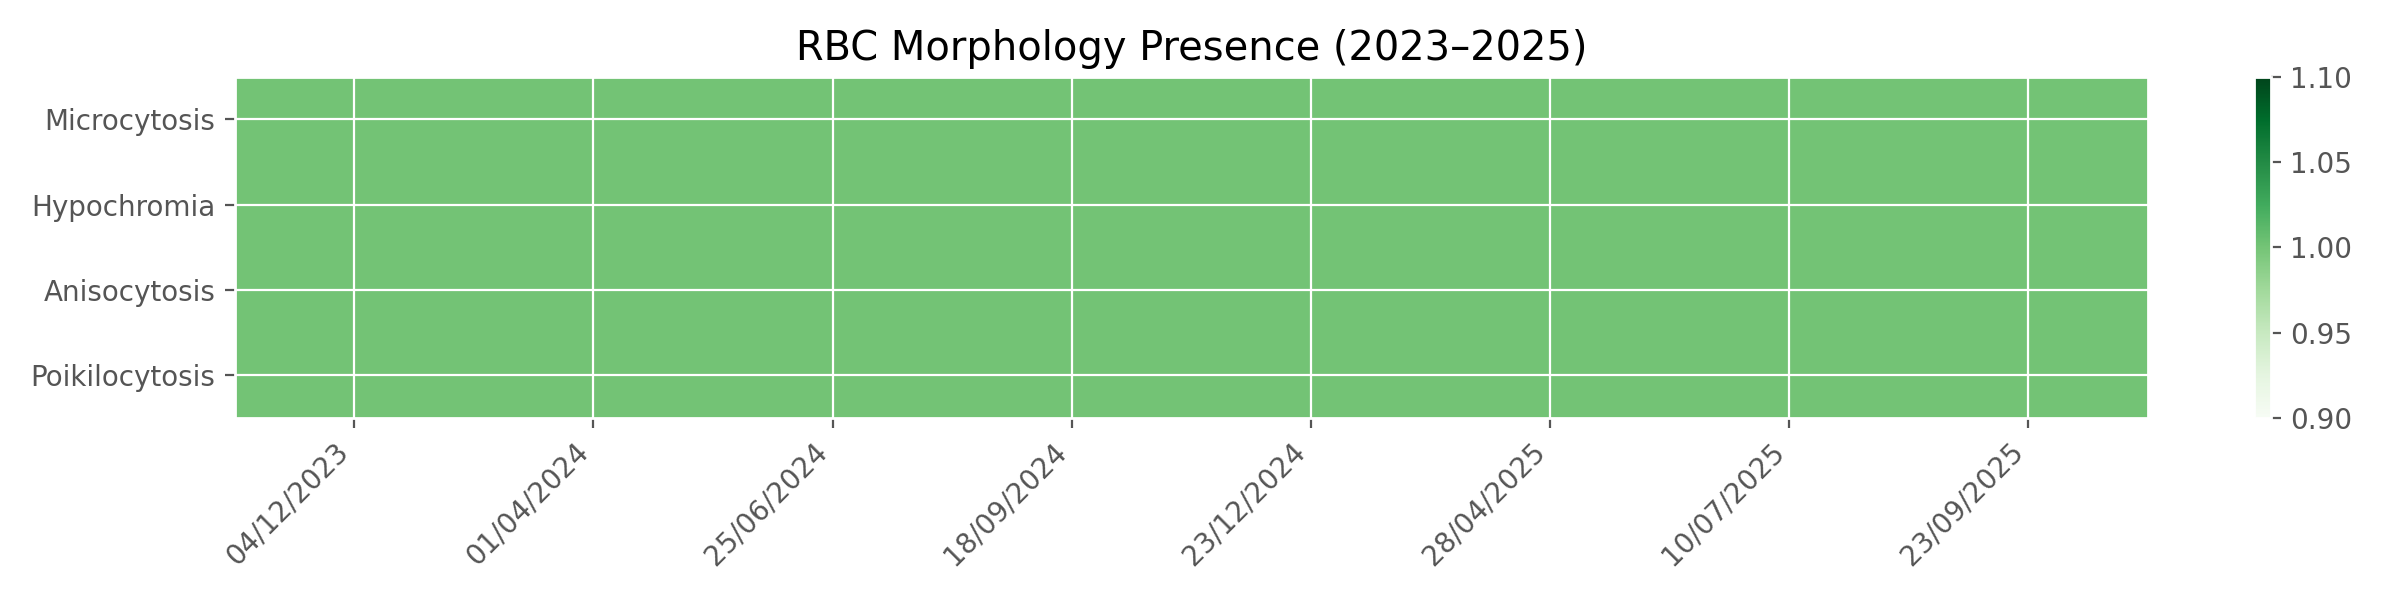 RBC Morphology Presence (2023–2025)
Microcytosis
Hypochromia
Anisocytosis
Poikilocytosis
04/12/2023
01/04/2024
25/06/2024
18/09/2024
23/12/2024
28/04/2025
10/07/2025
23/09/2025
1.10
1.05
1.00
0.95
0.90